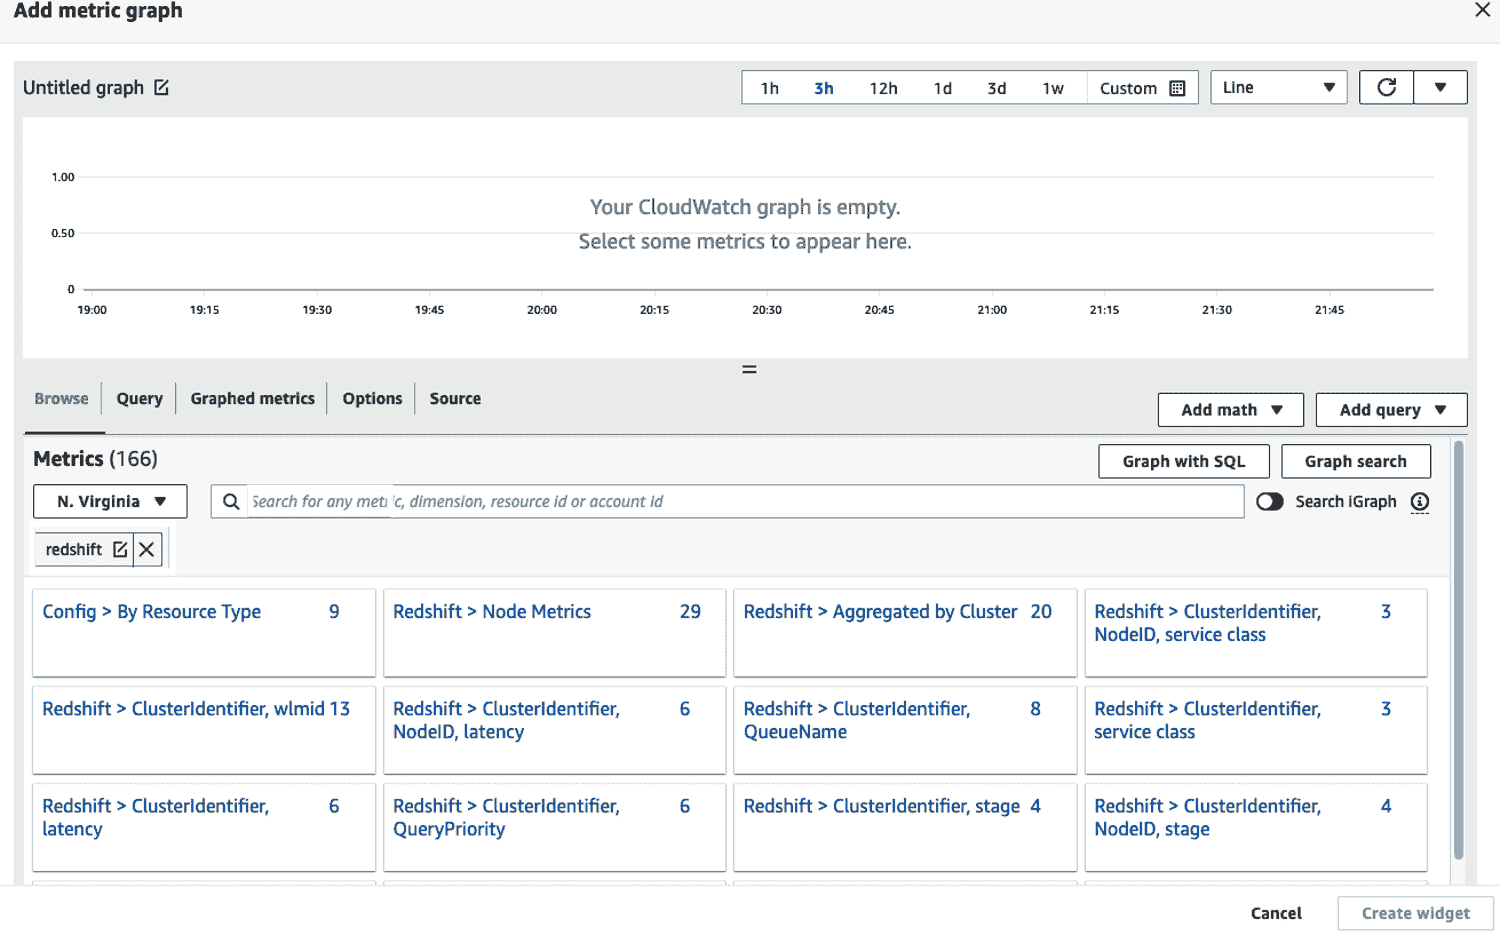 Add metric graph
Untitled graph
1h 3h 12h 1d 3d 1w Custom
Line
1.00
0.50
0
Your CloudWatch graph is empty.
Select some metrics to appear here.
19:00 19:15 19:30 19:45 20:00 20:15 20:30 20:45 21:00 21:15 21:30 21:45
Browse Query Graphed metrics Options Source
Add math
Add query
Metrics (166)
Graph with SQL
Graph search
N. Virginia
Search for any metric, dimension, resource id or account id
Search iGraph
redshift
Config > By Resource Type 9
Redshift > Node Metrics 29
Redshift > Aggregated by Cluster 20
Redshift > ClusterIdentifier, 3
NodeID, service class
Redshift > ClusterIdentifier, wlmid 13
Redshift > ClusterIdentifier, 6
NodeID, latency
Redshift > ClusterIdentifier, 8
QueueName
Redshift > ClusterIdentifier, 3
service class
Redshift > ClusterIdentifier, 6
latency
Redshift > ClusterIdentifier, 6
QueryPriority
Redshift > ClusterIdentifier, stage 4
Redshift > ClusterIdentifier, 4
NodeID, stage
Cancel
Create widget